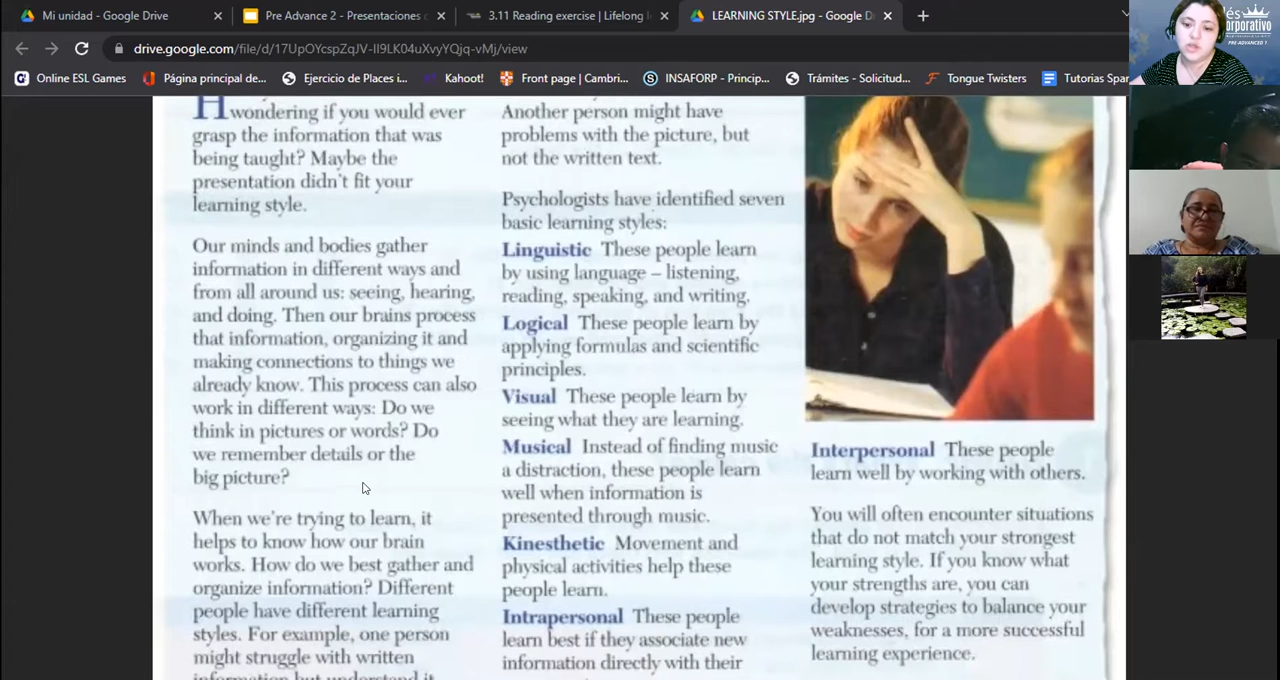 Mi unidad - Google Drive
Pre Advance 2 - Presentaciones
3.11 Reading exercise | Lifelong
LEARNING STYLE.jpg - Google D
drive.google.com/file/d/17UpOYcspZqJV-Il9LK04uXvyYQjq-vMj/view
Online ESL Games
Página principal de...
Ejercicio de Places i...
Kahoot!
Front page | Cambri...
INSAFORP - Princip...
Trámites - Solicitud...
Tongue Twisters
Tutorias Spar
PRE-ADVANCED 1
wondering if you would ever
grasp the information that was
being taught? Maybe the
presentation didn't fit your
learning style.
Our minds and bodies gather
information in different ways and
from all around us: seeing, hearing,
and doing. Then our brains process
that information, organizing it and
making connections to things we
already know. This process can also
work in different ways: Do we
think in pictures or words? Do
we remember details or the
big picture?
When we're trying to learn, it
helps to know how our brain
works. How do we best gather and
organize information? Different
people have different learning
styles. For example, one person
might struggle with written
information but understand it
Another person might have
problems with the picture, but
not the written text.
Psychologists have identified seven
basic learning styles:
Linguistic These people learn
by using language – listening,
reading, speaking, and writing.
Logical These people learn by
applying formulas and scientific
principles.
Visual These people learn by
seeing what they are learning.
Musical Instead of finding music
a distraction, these people learn
well when information is
presented through music.
Kinesthetic Movement and
physical activities help these
people learn.
Intrapersonal These people
learn best if they associate new
information directly with their
Interpersonal These people
learn well by working with others.
You will often encounter situations
that do not match your strongest
learning style. If you know what
your strengths are, you can
develop strategies to balance your
weaknesses, for a more successful
learning experience.